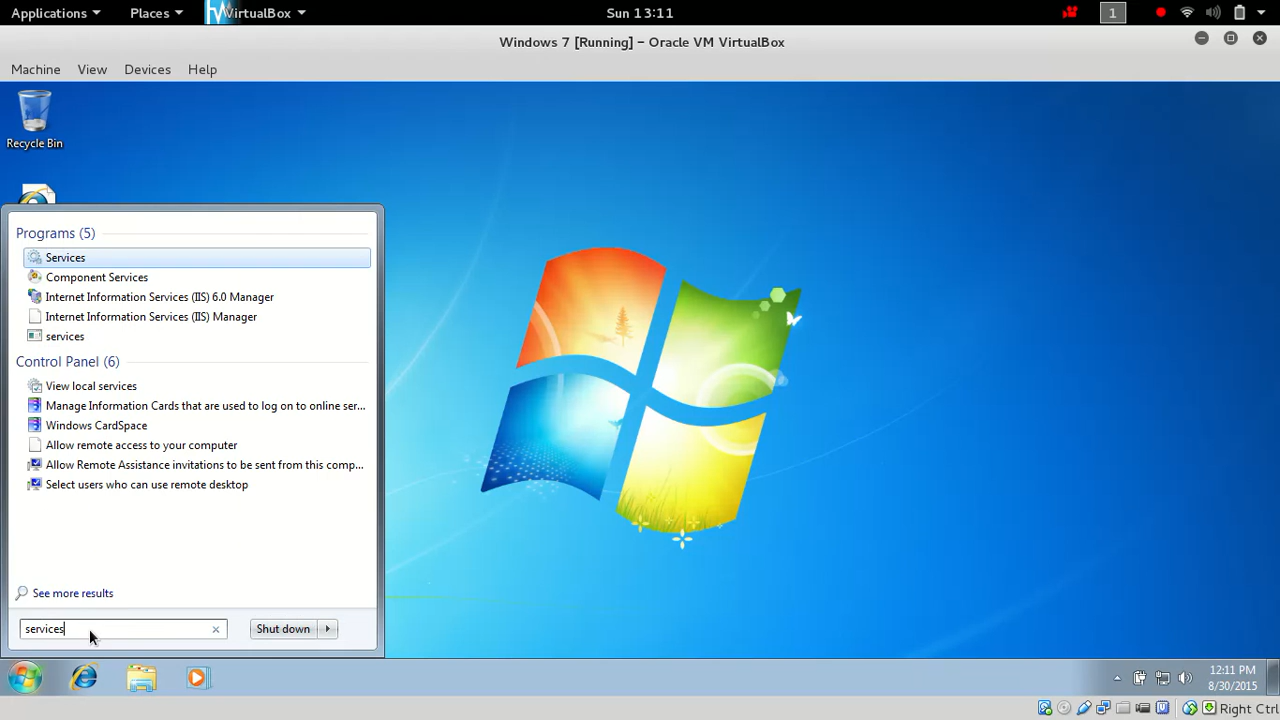 Applications Places VirtualBox Sun 13:11 1
Windows 7 [Running] – Oracle VM VirtualBox
Machine View Devices Help
Recycle Bin
Programs (5)
Services
Component Services
Internet Information Services (IIS) 6.0 Manager
Internet Information Services (IIS) Manager
services
Control Panel (6)
View local services
Manage Information Cards that are used to log on to online ser...
Windows CardSpace
Allow remote access to your computer
Allow Remote Assistance invitations to be sent from this comp...
Select users who can use remote desktop
See more results
services Shut down
12:11 PM
8/30/2015
Right Ctrl